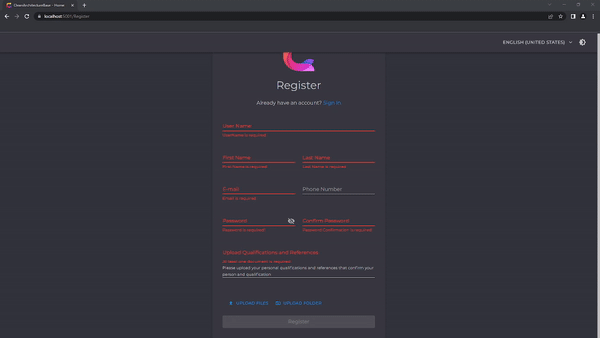 CleanArchitectureBase - Home
localhost:5001/Register
ENGLISH (UNITED STATES)
Register
Already have an account? Sign In
User Name
UserName is required!
First Name
Last Name
First Name is required!
Last Name is required!
E-mail
Phone Number
Email is required!
Password
Confirm Password
Password is required!
Password Confirmation is required!
Upload Qualifications and References
At least one document is required!
Please upload your personal qualifications and references that confirm your
person and qualification
UPLOAD FILES
UPLOAD FOLDER
Register